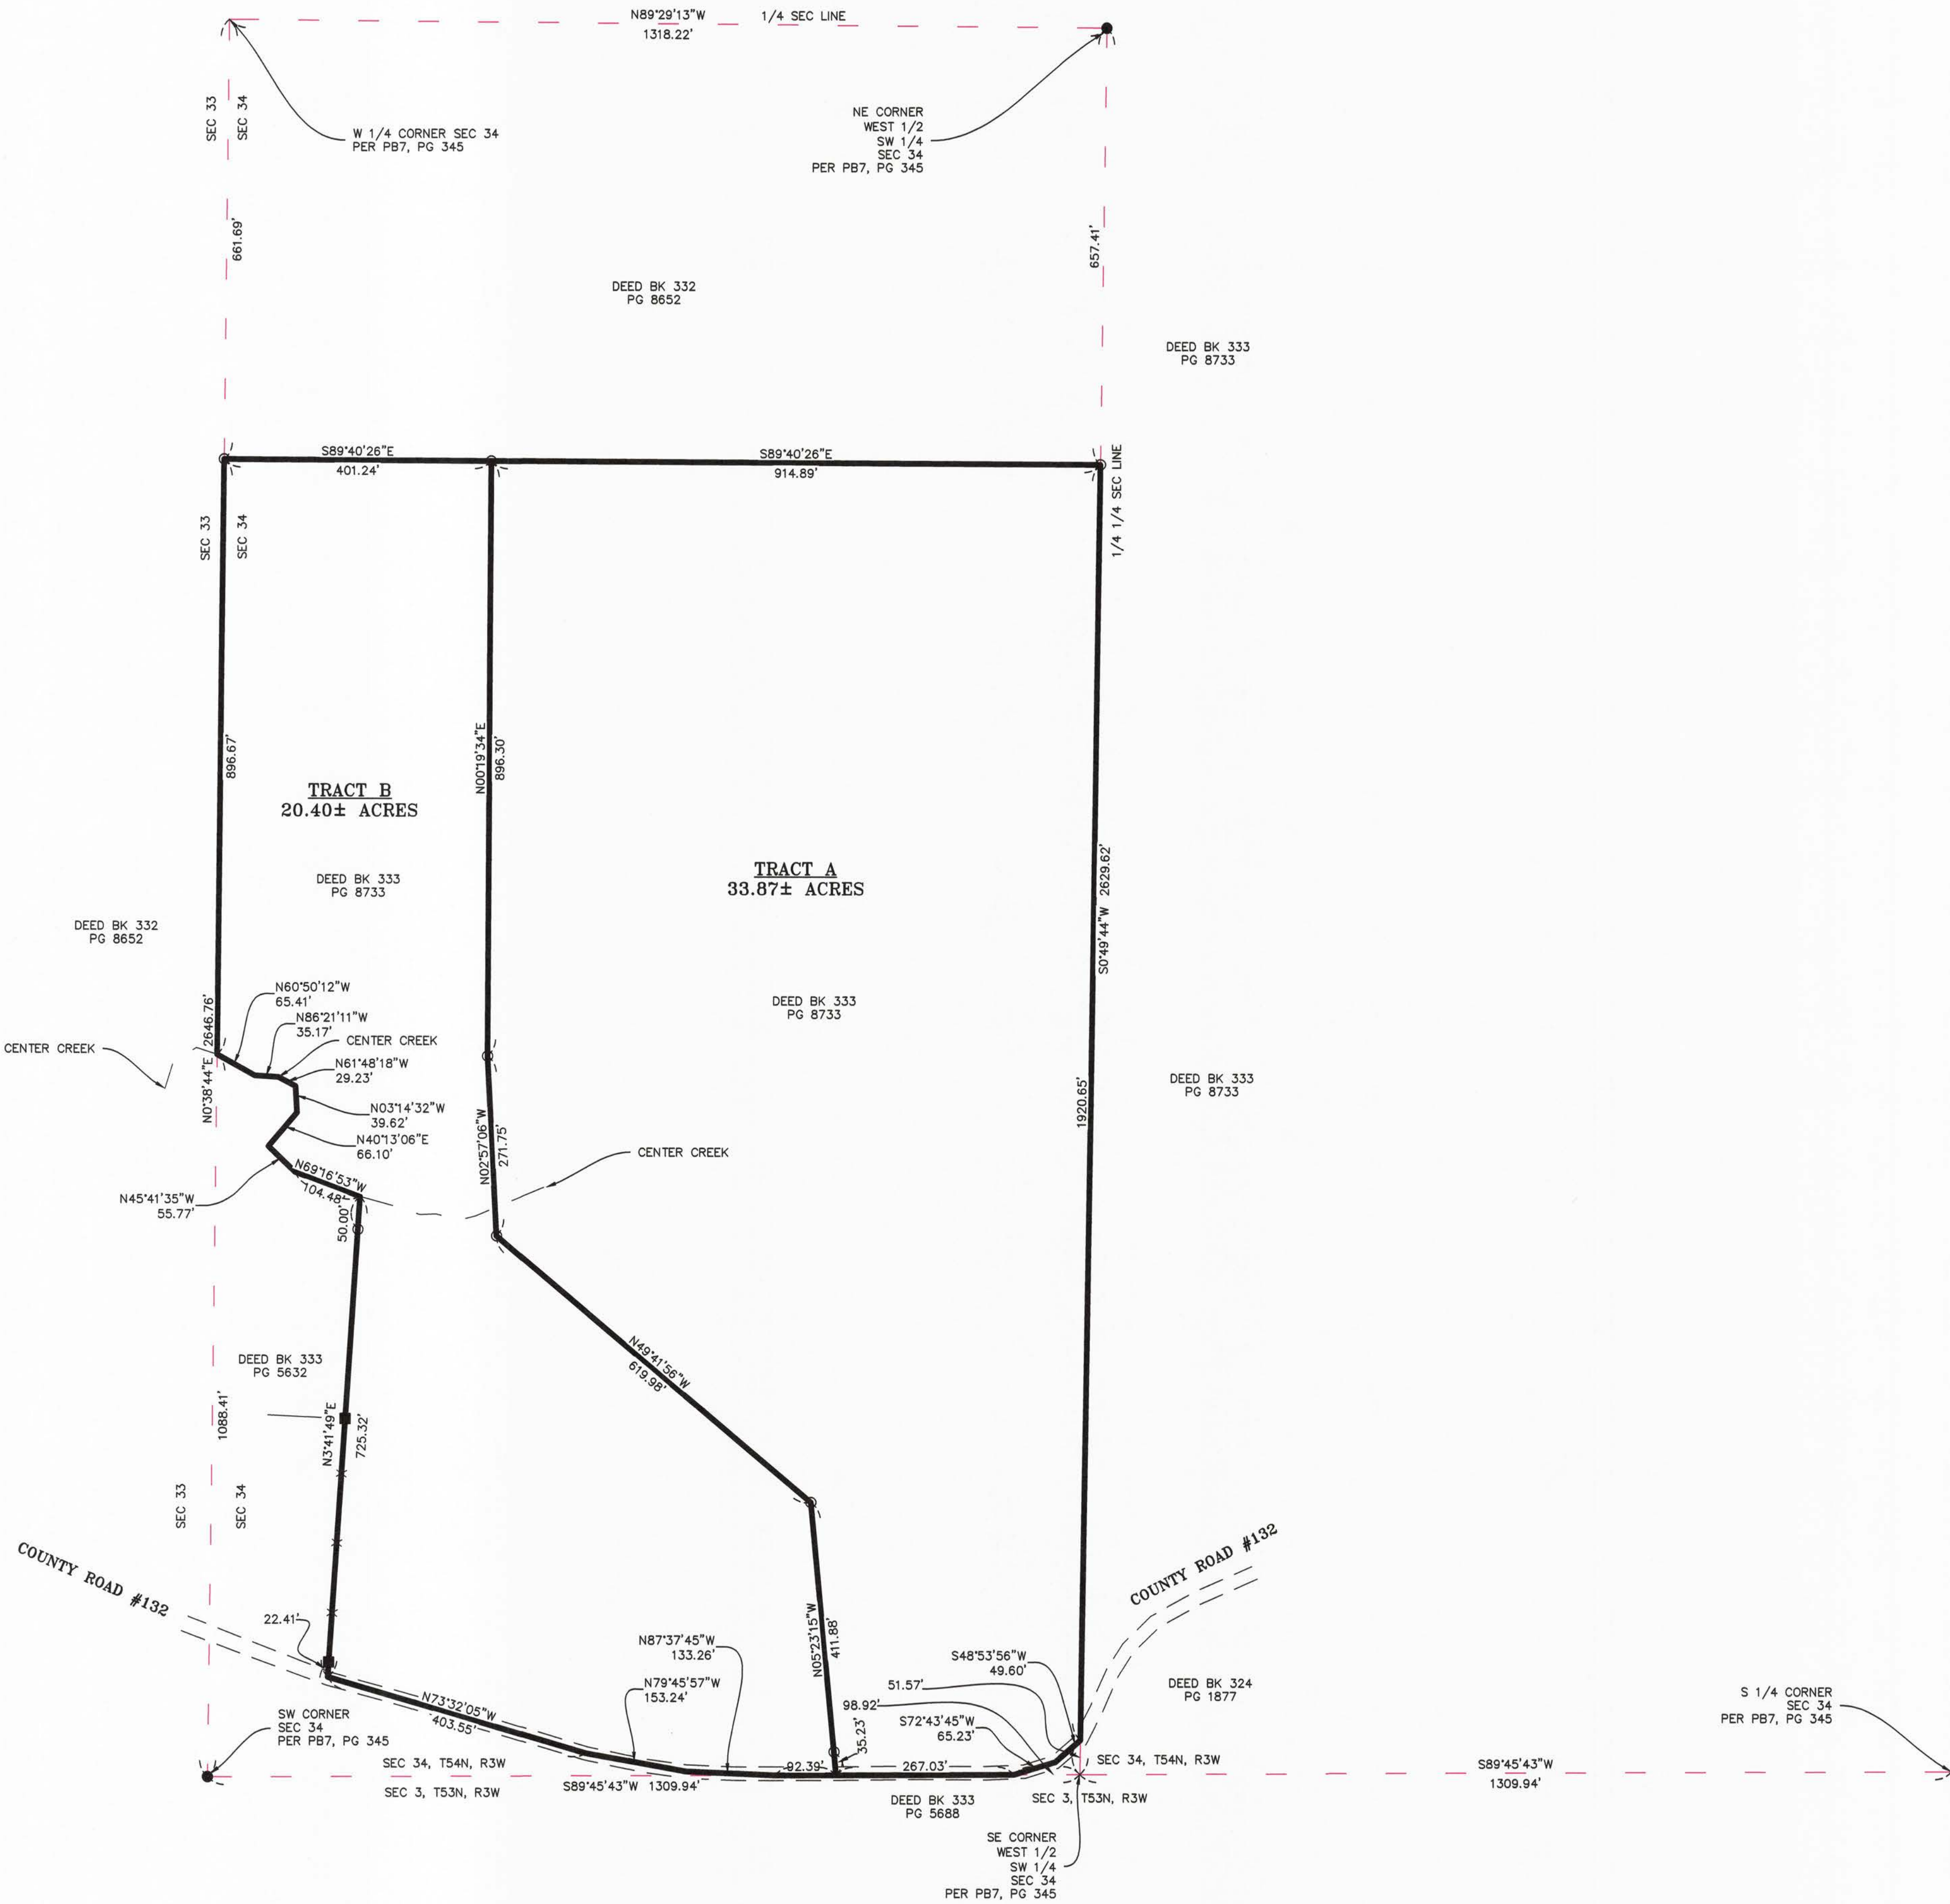 N89°29'13"W
1/4 SEC LINE
1318.22'
SEC 33
SEC 34
W 1/4 CORNER SEC 34
PER PB7, PG 345
NE CORNER
WEST 1/2
SW 1/4
SEC 34
PER PB7, PG 345
661.69'
657.41'
DEED BK 332
PG 8652
DEED BK 333
PG 8733
S89°40'26"E
401.24'
S89°40'26"E
914.89'
1/4 1/4 SEC LINE
SEC 33
SEC 34
896.67'
N00°19'34"E
896.30'
TRACT B
20.40± ACRES
DEED BK 333
PG 8733
TRACT A
33.87± ACRES
S0°49'44"W 2629.62'
DEED BK 332
PG 8652
DEED BK 333
PG 8733
N60°50'12"W
65.41'
N86°21'11"W
35.17'
CENTER CREEK
CENTER CREEK
N61°48'18"W
29.23'
N0°38'44"E 2646.76'
N03°14'32"W
39.62'
N40°13'06"E
66.10'
N02°57'06"W
271.75'
CENTER CREEK
1920.65'
DEED BK 333
PG 8733
N69°16'53"W
104.48'
N45°41'35"W
55.77'
50.00'
DEED BK 333
PG 5632
N49°41'56"W
619.98'
1088.41'
N3°41'49"E
725.32'
SEC 33
SEC 34
COUNTY ROAD #132
COUNTY ROAD #132
22.41'
N05°23'15"W
411.88'
N87°37'45"W
133.26'
N79°45'57"W
153.24'
S48°53'56"W
49.60'
51.57'
98.92'
S72°43'45"W
65.23'
35.23'
DEED BK 324
PG 1877
S 1/4 CORNER
SEC 34
PER PB7, PG 345
SW CORNER
SEC 34
PER PB7, PG 345
N73°32'05"W
403.55'
SEC 34, T54N, R3W
92.39'
267.03'
SEC 34, T54N, R3W
S89°45'43"W
1309.94'
SEC 3, T53N, R3W
S89°45'43"W 1309.94'
DEED BK 333
PG 5688
SEC 3, T53N, R3W
SE CORNER
WEST 1/2
SW 1/4
SEC 34
PER PB7, PG 345